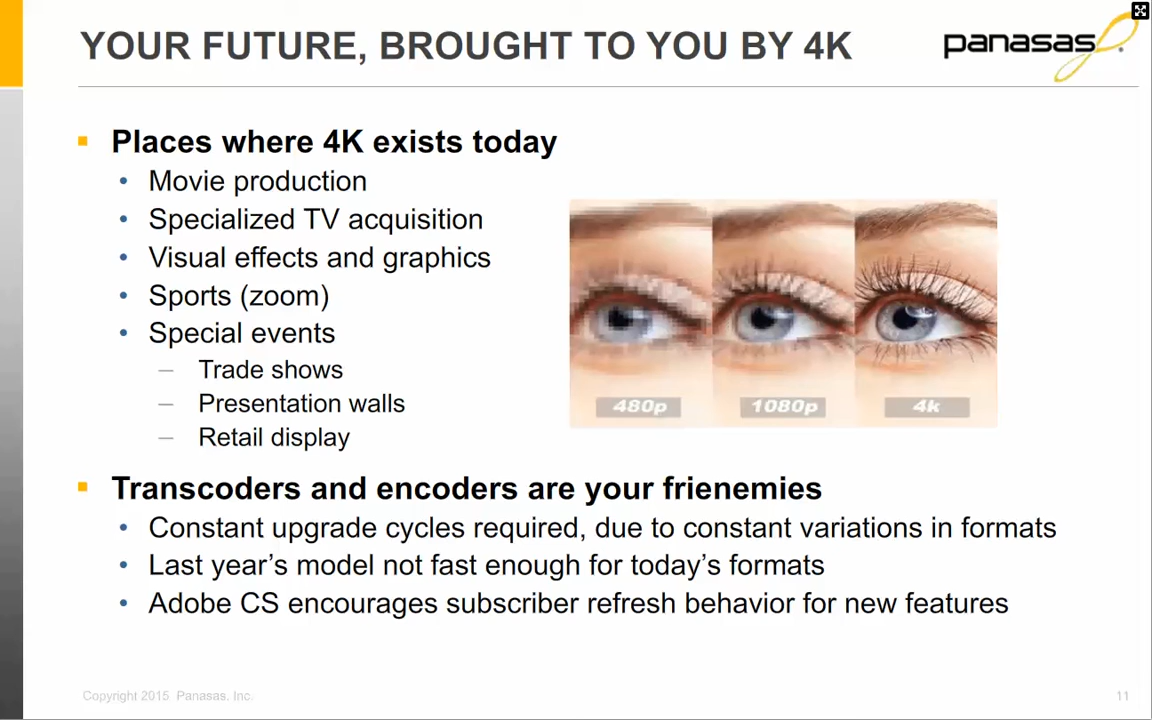 YOUR FUTURE, BROUGHT TO YOU BY 4K
panasas
Places where 4K exists today
Movie production
Specialized TV acquisition
Visual effects and graphics
Sports (zoom)
Special events
– Trade shows
– Presentation walls
– Retail display
480p 1080p 4k
Transcoders and encoders are your frienemies
Constant upgrade cycles required, due to constant variations in formats
Last year’s model not fast enough for today’s formats
Adobe CS encourages subscriber refresh behavior for new features
Copyright 2015 Panasas, Inc.
11